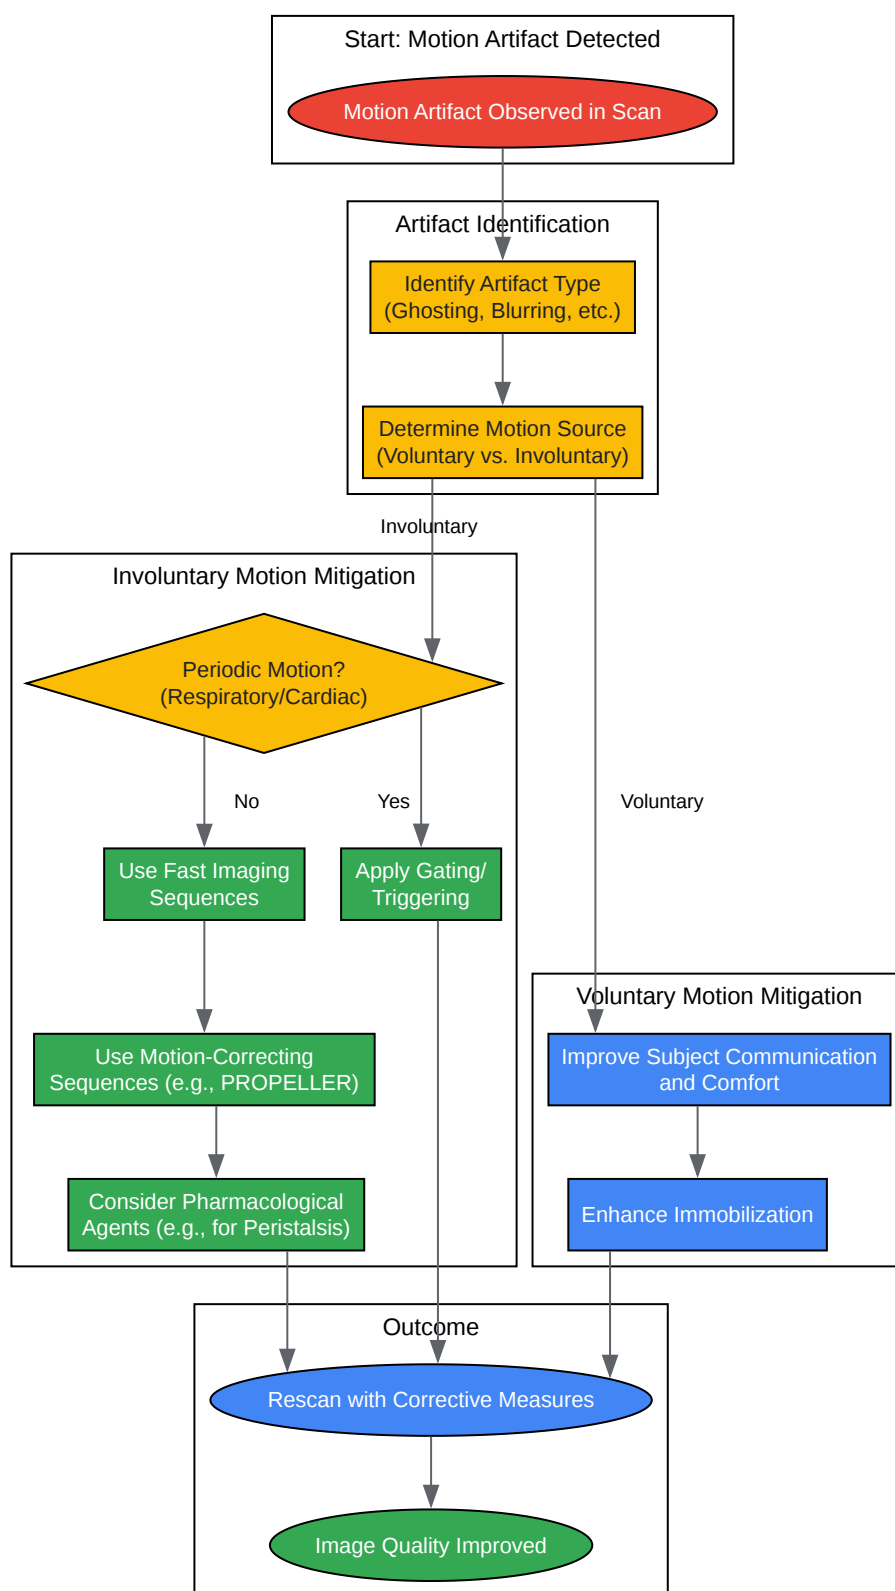 Start: Motion Artifact Detected
Motion Artifact Observed in Scan
Artifact Identification
Identify Artifact Type
(Ghosting, Blurring, etc.)
Determine Motion Source
(Voluntary vs. Involuntary)
Involuntary
Involuntary Motion Mitigation
Periodic Motion?
(Respiratory/Cardiac)
No
Yes
Voluntary
Use Fast Imaging
Sequences
Apply Gating/
Triggering
Use Motion-Correcting
Sequences (e.g., PROPELLER)
Consider Pharmacological
Agents (e.g., for Peristalsis)
Voluntary Motion Mitigation
Improve Subject Communication
and Comfort
Enhance Immobilization
Outcome
Rescan with Corrective Measures
Image Quality Improved